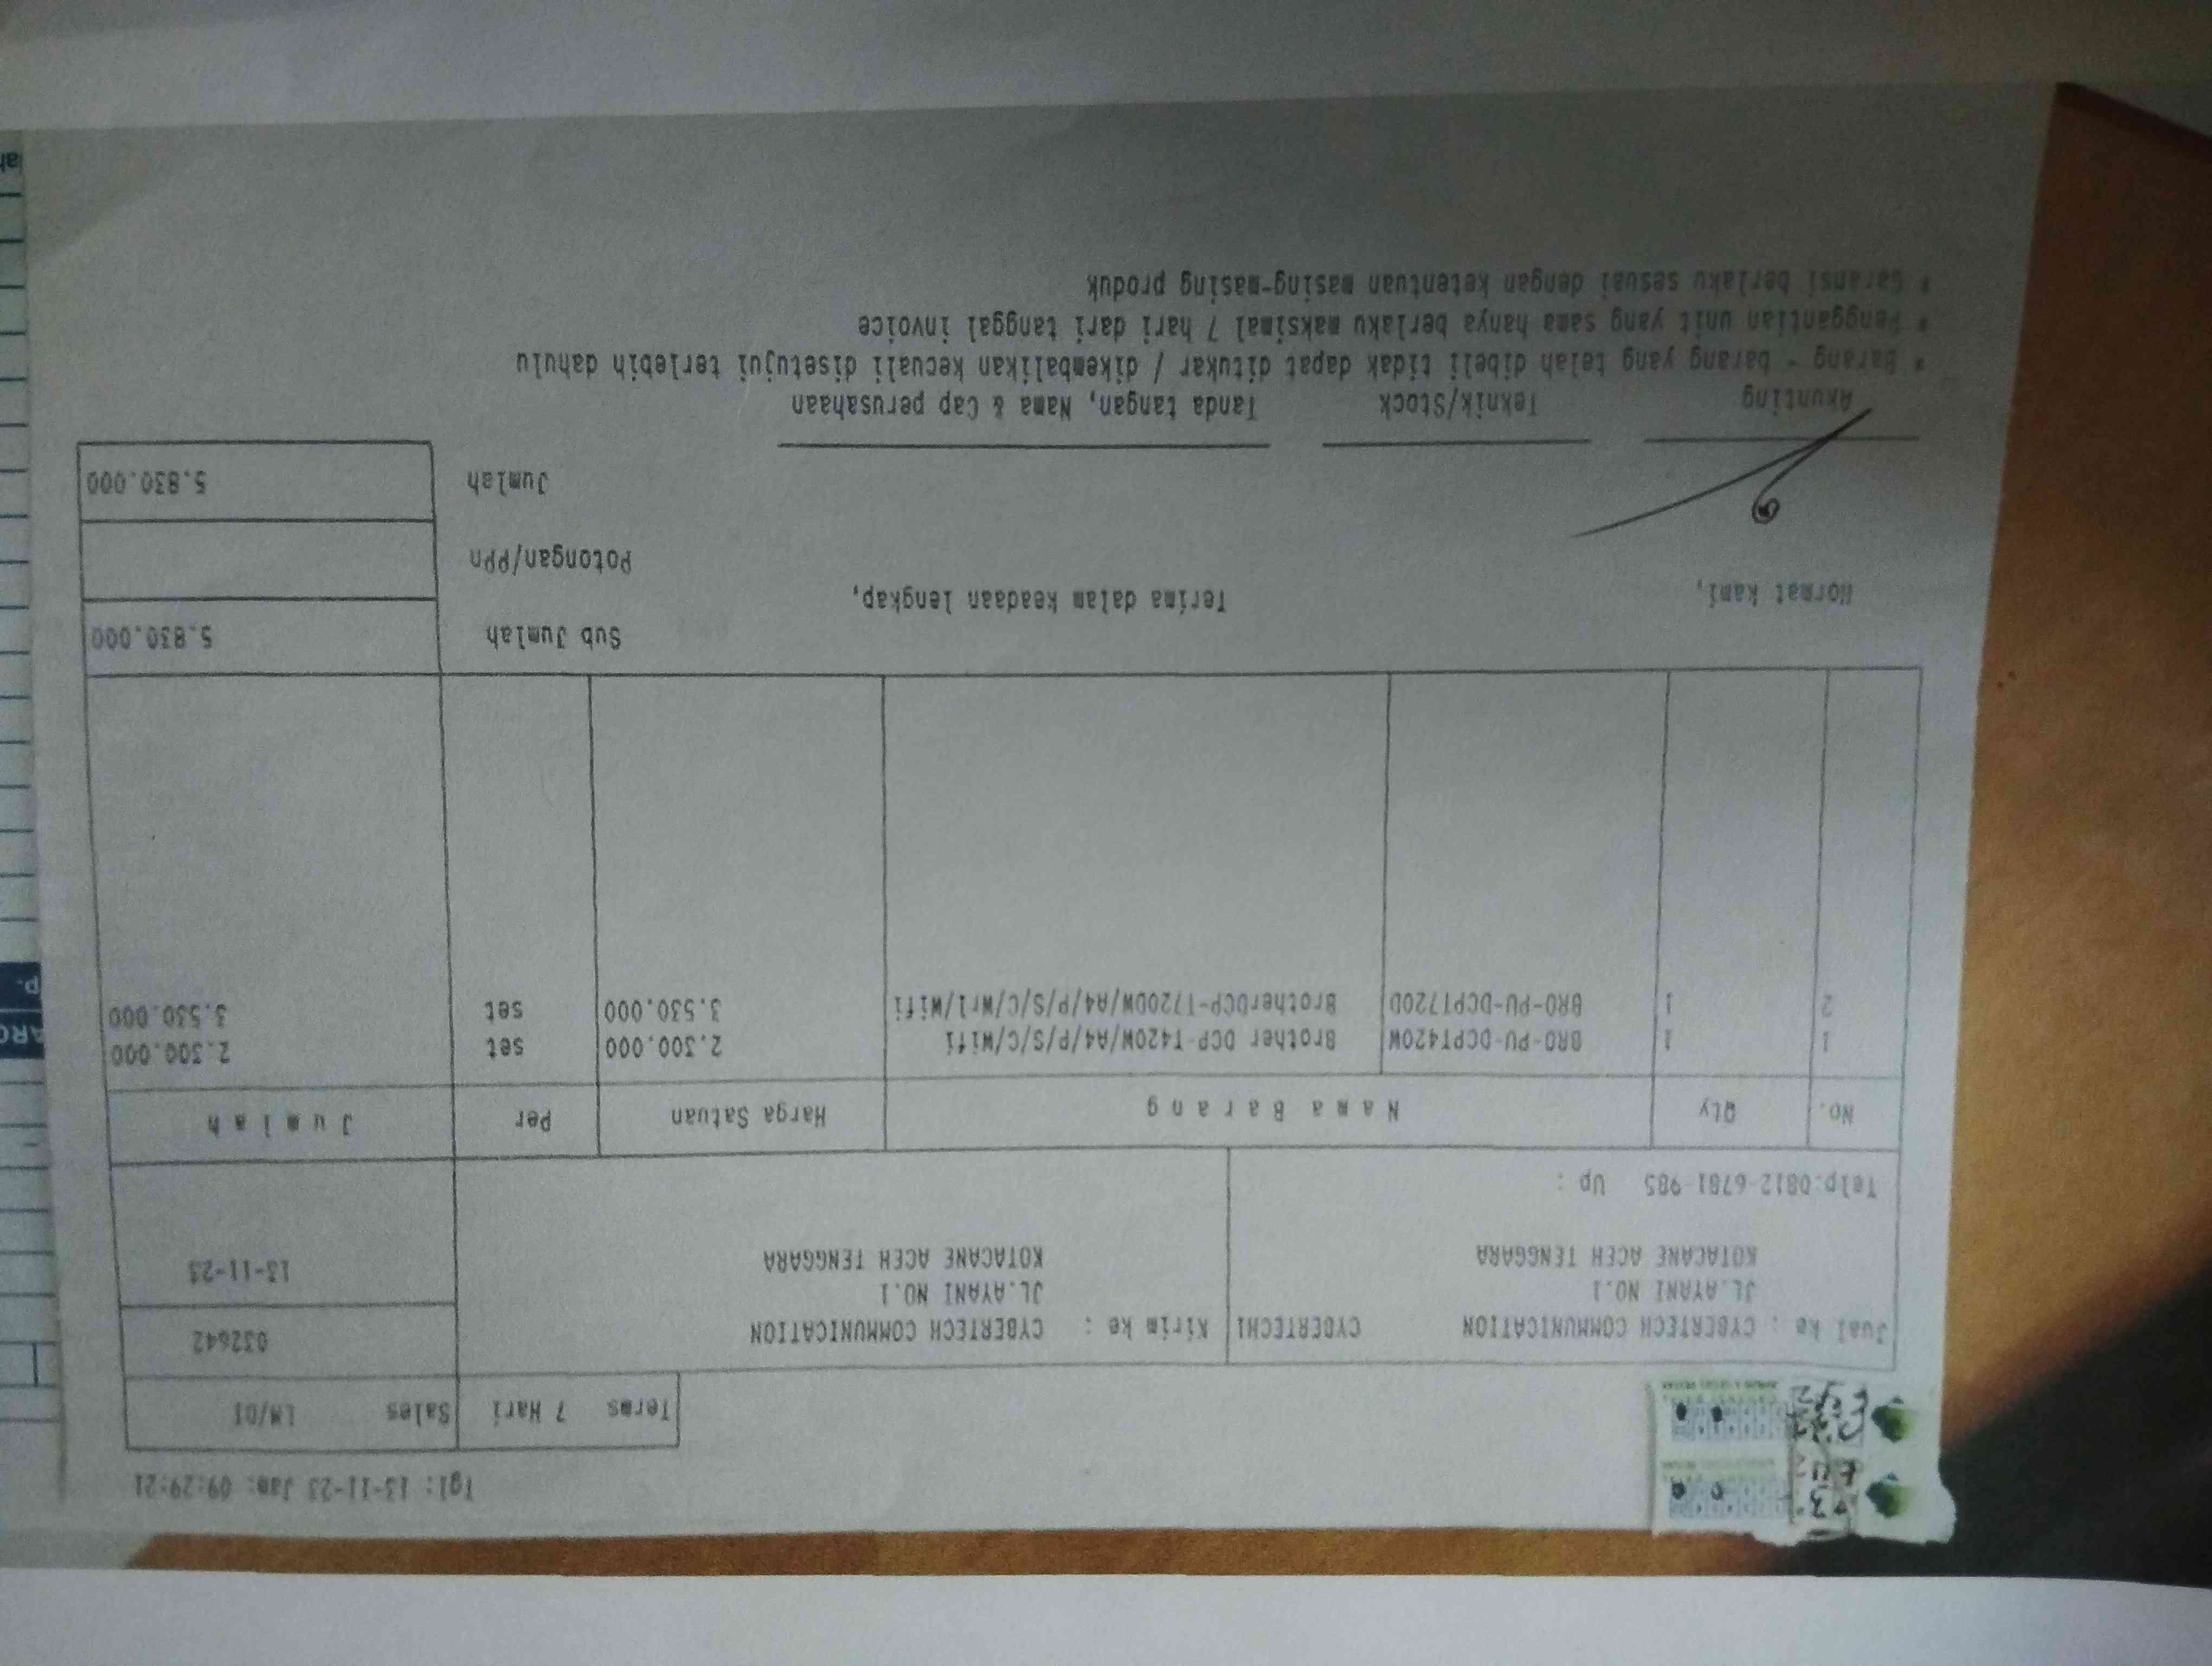 Tgl: 13-11-23 Jam: 09:29:21
Terms 7 Hari Sales LM/01
Jual ke : CYBERTECH COMMUNICATION CYBERTECH1 Kirim ke : CYBERTECH COMMUNICATION 032642
JL.AYANI NO.1 JL.AYANI NO.1
KOTACANE ACEH TENGGARA KOTACANE ACEH TENGGARA 13-11-23
Telp:0812-6781-985 Up :
No. Qty Nama Barang Harga Satuan Per Jumlah
1 1 BRO-PU-DCPT420W Brother DCP-T420W/A4/P/S/C/Wifi 2.300.000 set 2.300.000
2 1 BRO-PU-DCPT720D BrotherDCP-T720DW/A4/P/S/C/Wrl/Wifi 3.530.000 set 3.530.000
Sub Jumlah 5.830.000
Hormat kami, Terima dalam keadaan lengkap,
Potongan/PPn
Jumlah 5.830.000
Akunting Teknik/Stock Tanda tangan, Nama & Cap perusahaan
* Barang - barang yang telah dibeli tidak dapat ditukar / dikembalikan kecuali disetujui terlebih dahulu
* Penggantian unit yang sama hanya berlaku maksimal 7 hari dari tanggal invoice
* Garansi berlaku sesuai dengan ketentuan masing-masing produk